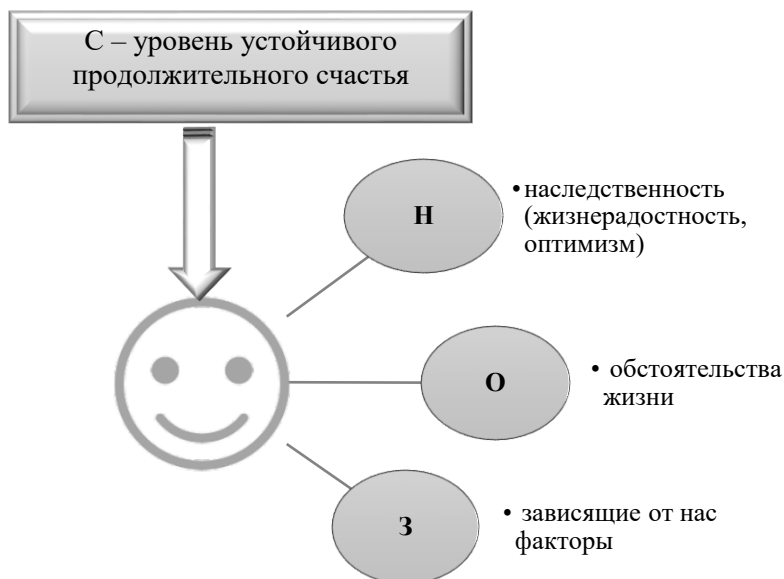 С – уровень устойчивого
продолжительного счастья
Н
• наследственность
(жизнерадостность,
оптимизм)
О
• обстоятельства
жизни
З
• зависящие от нас
факторы